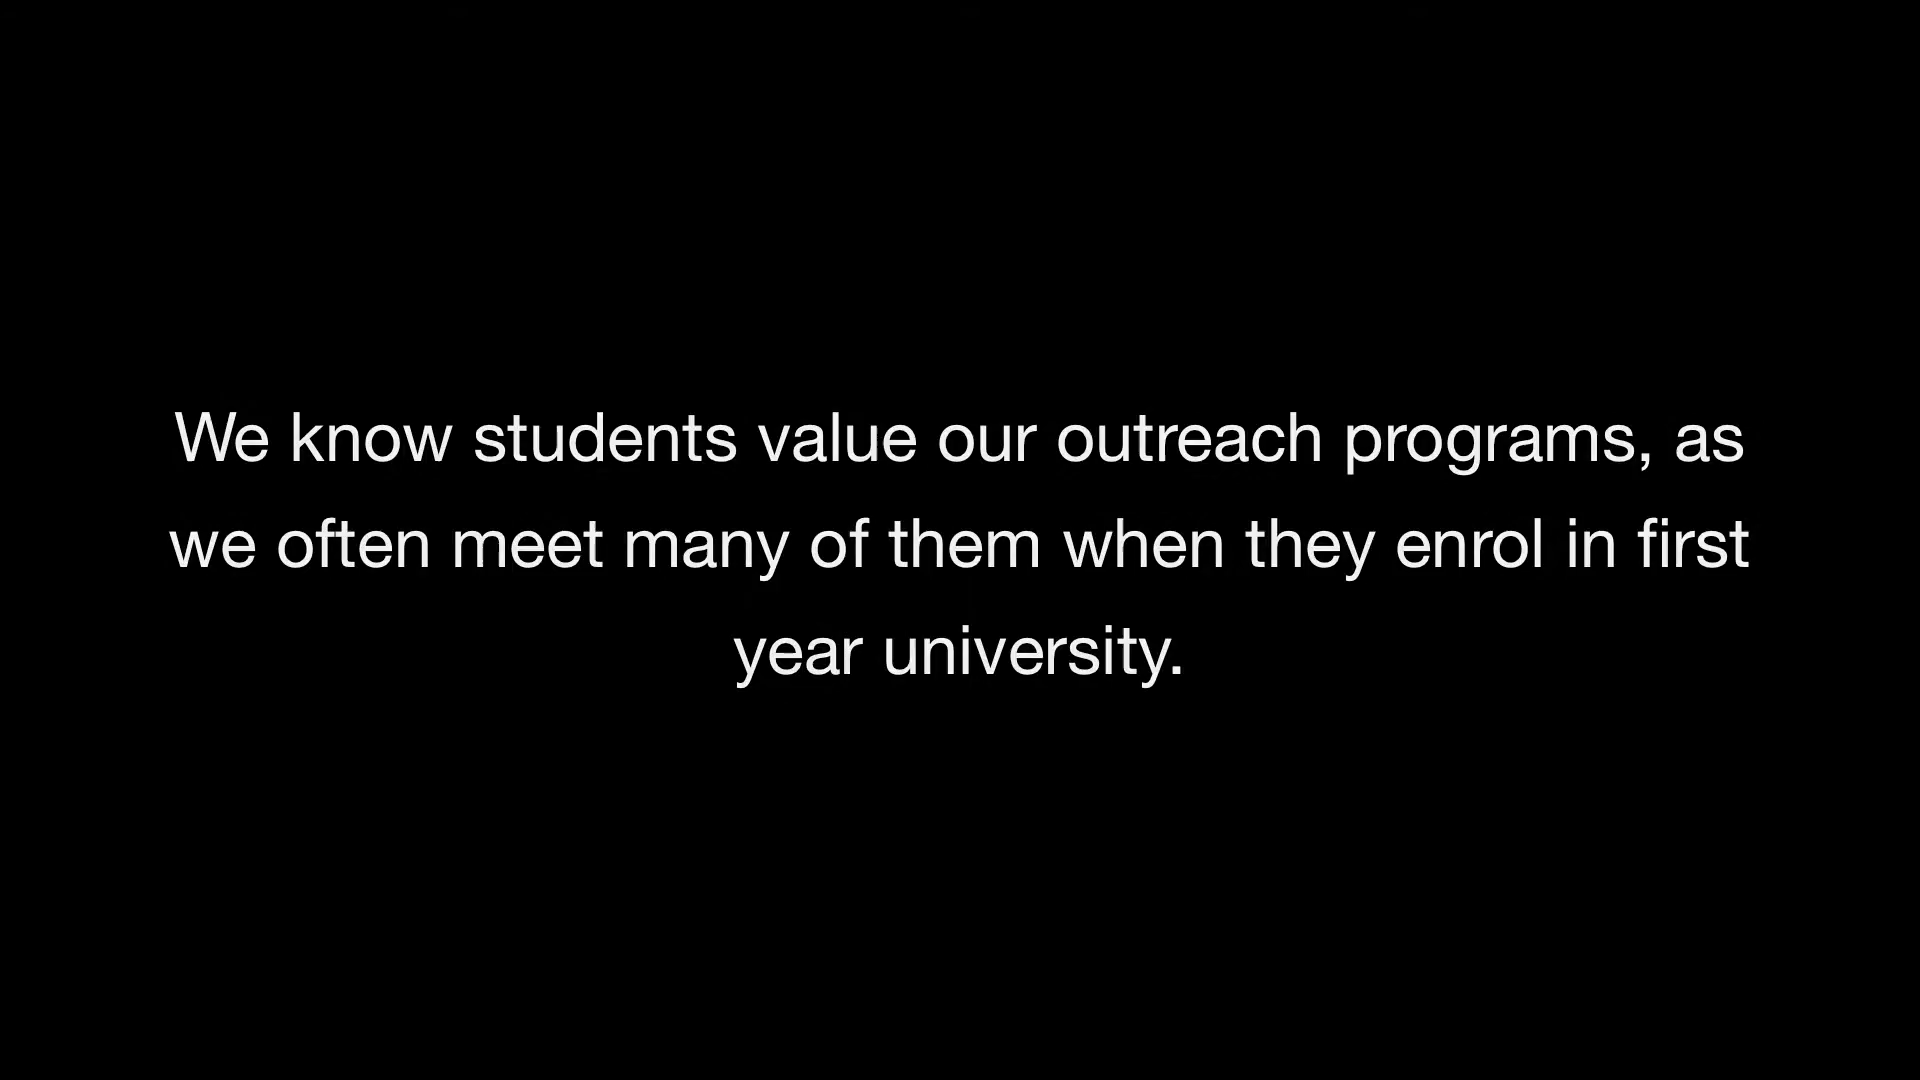 We know students value our outreach programs, as
we often meet many of them when they enrol in first
year university.